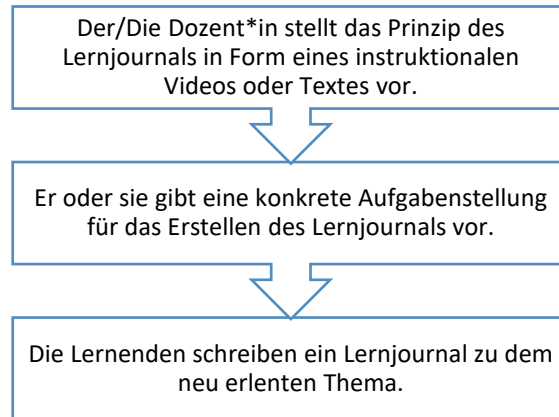 Der/Die Dozent*in stellt das Prinzip des
Lernjournals in Form eines instruktionalen
Videos oder Textes vor.
Er oder sie gibt eine konkrete Aufgabenstellung
für das Erstellen des Lernjournals vor.
Die Lernenden schreiben ein Lernjournal zu dem
neu erlenten Thema.